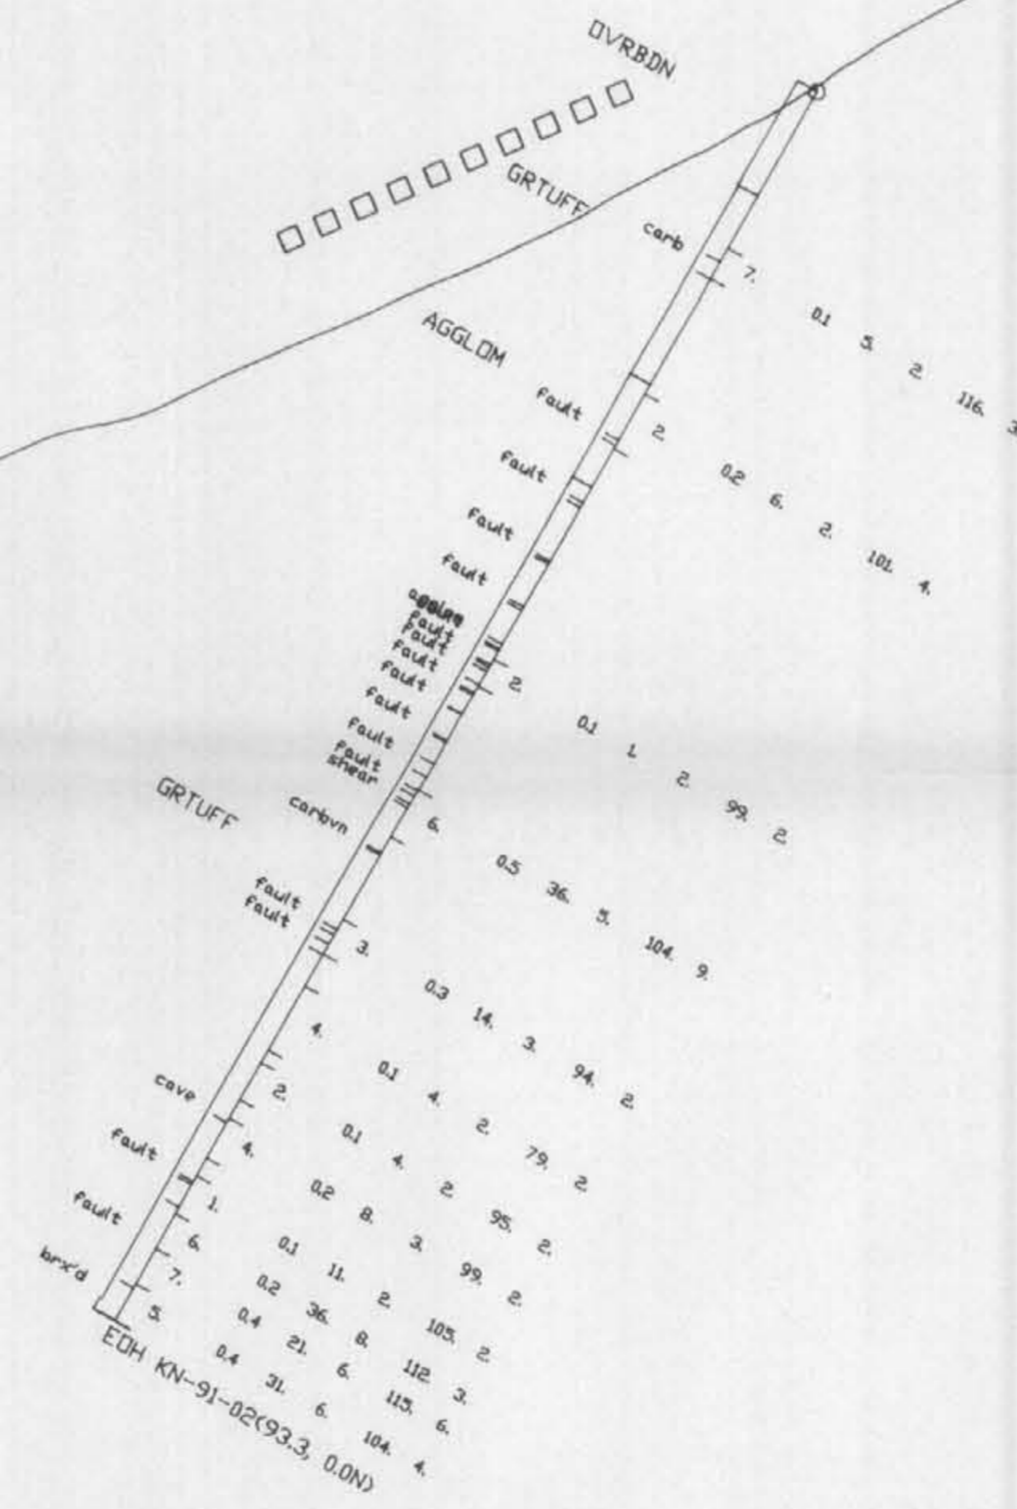 OVRBDN
GRTUFF
carb
7. 0.1 5. 2. 116.
AGGLOM
fault
2. 0.2 6. 2. 101. 4.
fault
fault
fault
fault
fault
fault
fault
fault
2. 0.1 1. 2. 99. 2.
fault
fault
shear
GRTUFF
carbvn
6. 0.5 36. 5. 104. 9.
fault
fault
3. 0.3 14. 3. 94. 2.
4. 0.1 4. 2. 79. 2.
cave
2. 0.1 4. 2. 95. 2.
4. 0.2 8. 3. 99. 2.
fault
1. 0.1 11. 2. 105. 2.
fault
6. 0.2 36. 8. 112. 3.
7. 0.4 21. 6. 115. 6.
brx'd
5. 0.4 31. 6. 104. 4.
EOH KN-91-02(93.3, 0.0N)